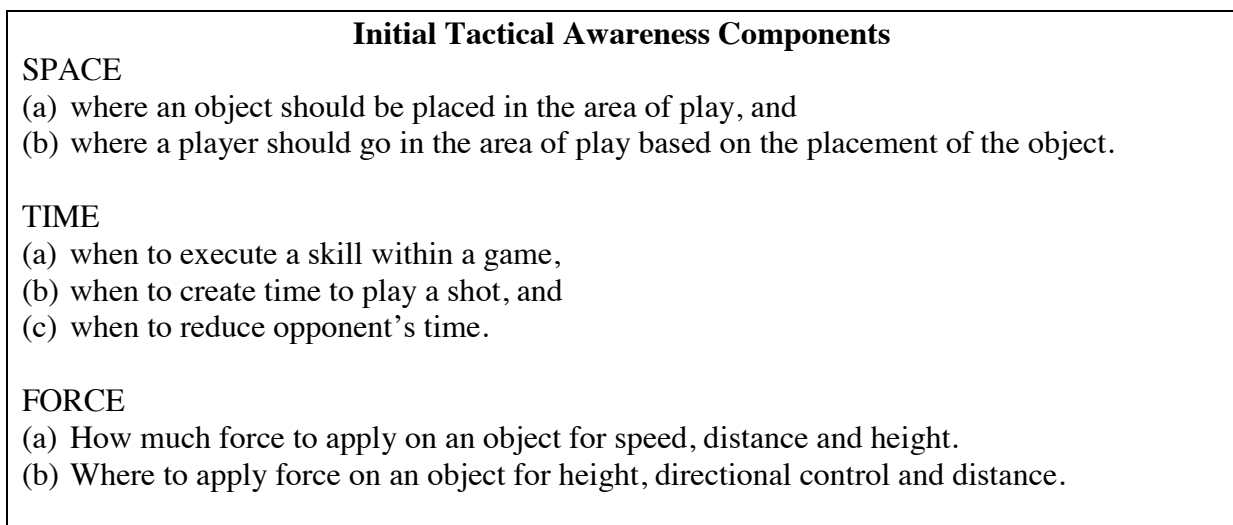 Initial Tactical Awareness Components
SPACE
(a) where an object should be placed in the area of play, and
(b) where a player should go in the area of play based on the placement of the object.
TIME
(a) when to execute a skill within a game,
(b) when to create time to play a shot, and
(c) when to reduce opponent’s time.
FORCE
(a) How much force to apply on an object for speed, distance and height.
(b) Where to apply force on an object for height, directional control and distance.